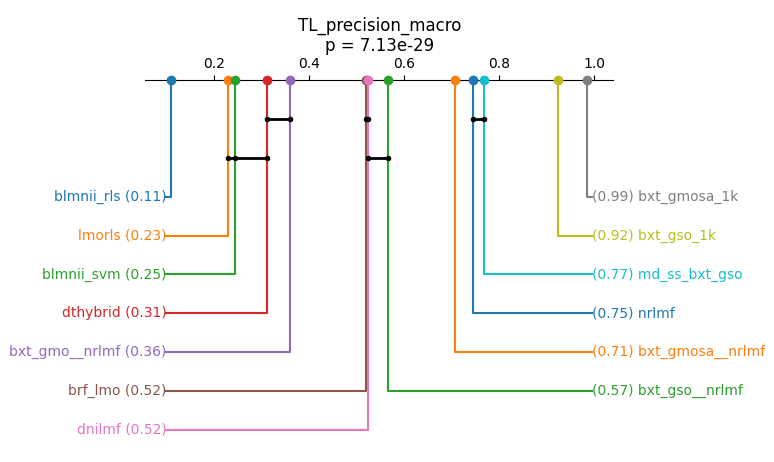 TL_precision_macro
p = 7.13e-29
0.2 0.4 0.6 0.8 1.0
blmnii_rls (0.11)
(0.99) bxt_gmosa_1k
lmorls (0.23)
(0.92) bxt_gso_1k
blmnii_svm (0.25)
(0.77) md_ss_bxt_gso
dthybrid (0.31)
(0.75) nrlmf
bxt_gmo__nrlmf (0.36)
(0.71) bxt_gmosa__nrlmf
brf_lmo (0.52)
(0.57) bxt_gso__nrlmf
dnilmf (0.52)